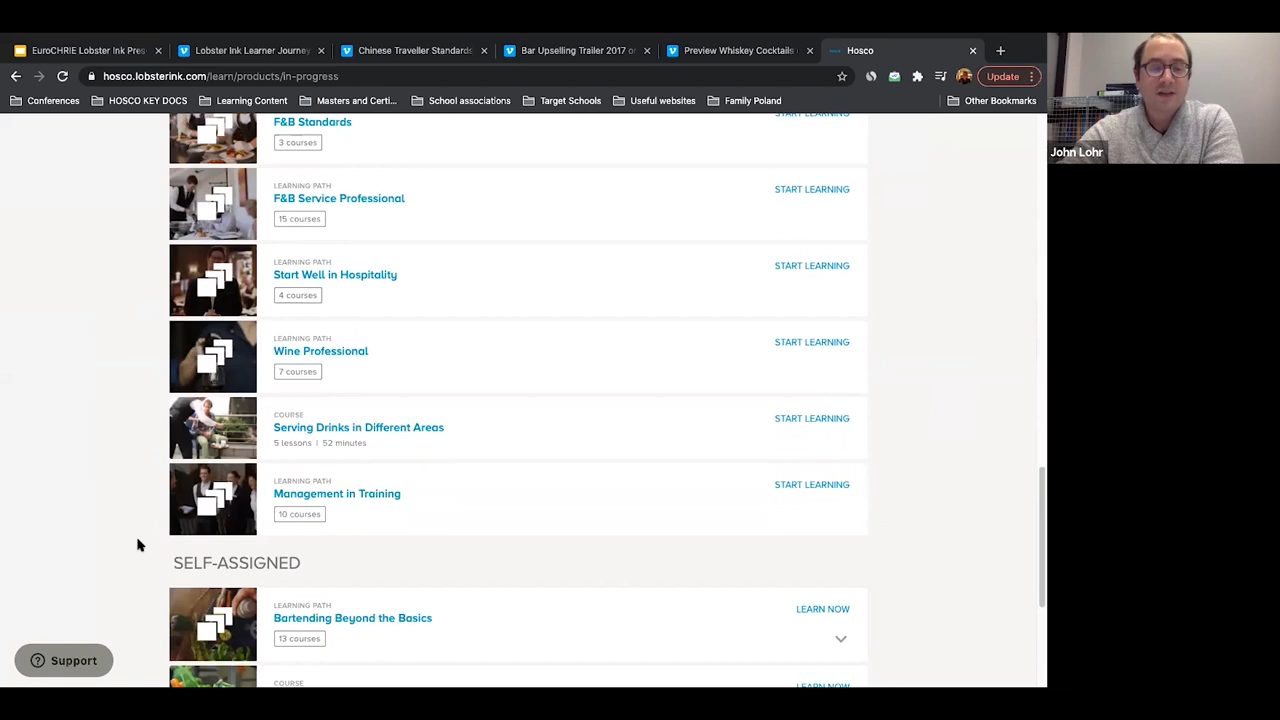 EuroCHRIE Lobster Ink Pres
Lobster Ink Learner Journey
Chinese Traveller Standards
Bar Upselling Trailer 2017 o
Preview Whiskey Cocktails
Hosco
hosco.lobsterink.com/learn/products/in-progress
Update
Conferences
HOSCO KEY DOCS
Learning Content
Masters and Certi...
School associations
Target Schools
Useful websites
Family Poland
Other Bookmarks
John Lohr
START LEARNING
F&B Standards
3 courses
LEARNING PATH
F&B Service Professional
15 courses
START LEARNING
LEARNING PATH
Start Well in Hospitality
4 courses
START LEARNING
LEARNING PATH
Wine Professional
7 courses
START LEARNING
COURSE
Serving Drinks in Different Areas
5 lessons | 52 minutes
START LEARNING
LEARNING PATH
Management in Training
10 courses
START LEARNING
SELF-ASSIGNED
LEARNING PATH
Bartending Beyond the Basics
13 courses
LEARN NOW
COURSE
LEARN NOW
Support